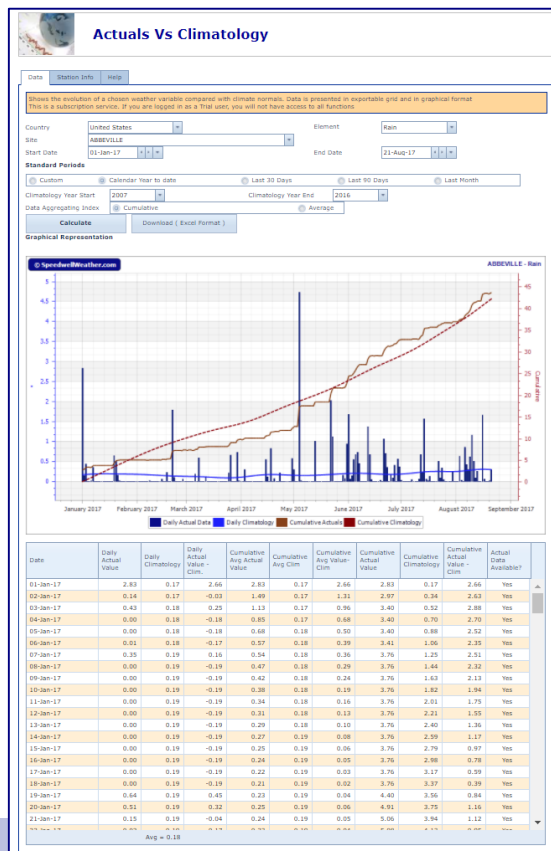 Actuals Vs Climatology
Data Station Info Help
Shows the evolution of a chosen weather variable compared with climate normals. Data is presented in exportable grid and in graphical format
This is a subscription service. If you are logged in as a Trial user, you will not have access to all functions
Country United States Element Rain
Site ABBEVILLE
Start Date 01-Jan-17 End Date 21-Aug-17
Standard Periods
Custom Calendar Year to date Last 30 Days Last 90 Days Last Month
Climatology Year Start 2007 Climatology Year End 2016
Data Aggregating Index Cumulative Average
Calculate Download ( Excel Format )
Graphical Representation
© SpeedwellWeather.com ABBEVILLE - Rain
5
4.5 45
4 40
3.5 35
3 30
2.5 25
2 20
1.5 15
1 10
0.5 5
0 0
Cumulative
January 2017 February 2017 March 2017 April 2017 May 2017 June 2017 July 2017 August 2017 September 2017
Daily Actual Data Daily Climatology Cumulative Actuals Cumulative Climatology
Date Daily Actual Value Daily Climatology Daily Actual Value - Clim. Cumulative Avg Actual Value Cumulative Avg Clim Cumulative Avg Value- Clim Cumulative Actual Value Cumulative Climatology Cumulative Actual Value - Clim Actual Data Available?
01-Jan-17 2.83 0.17 2.66 2.83 0.17 2.66 2.83 0.17 2.66 Yes
02-Jan-17 0.14 0.17 -0.03 1.49 0.17 1.31 2.97 0.34 2.63 Yes
03-Jan-17 0.43 0.18 0.25 1.13 0.17 0.96 3.40 0.52 2.88 Yes
04-Jan-17 0.00 0.18 -0.18 0.85 0.17 0.68 3.40 0.70 2.70 Yes
05-Jan-17 0.00 0.18 -0.18 0.68 0.18 0.50 3.40 0.88 2.52 Yes
06-Jan-17 0.01 0.18 -0.17 0.57 0.18 0.39 3.41 1.06 2.35 Yes
07-Jan-17 0.35 0.19 0.16 0.54 0.18 0.36 3.76 1.25 2.51 Yes
08-Jan-17 0.00 0.19 -0.19 0.47 0.18 0.29 3.76 1.44 2.32 Yes
09-Jan-17 0.00 0.19 -0.19 0.42 0.18 0.24 3.76 1.63 2.13 Yes
10-Jan-17 0.00 0.19 -0.19 0.38 0.18 0.19 3.76 1.82 1.94 Yes
11-Jan-17 0.00 0.19 -0.19 0.34 0.18 0.16 3.76 2.01 1.75 Yes
12-Jan-17 0.00 0.19 -0.19 0.31 0.18 0.13 3.76 2.21 1.55 Yes
13-Jan-17 0.00 0.19 -0.19 0.29 0.18 0.10 3.76 2.40 1.36 Yes
14-Jan-17 0.00 0.19 -0.19 0.27 0.19 0.08 3.76 2.59 1.17 Yes
15-Jan-17 0.00 0.19 -0.19 0.25 0.19 0.06 3.76 2.79 0.97 Yes
16-Jan-17 0.00 0.19 -0.19 0.24 0.19 0.05 3.76 2.98 0.78 Yes
17-Jan-17 0.00 0.19 -0.19 0.22 0.19 0.03 3.76 3.17 0.59 Yes
18-Jan-17 0.00 0.19 -0.19 0.21 0.19 0.02 3.76 3.37 0.39 Yes
19-Jan-17 0.64 0.19 0.45 0.23 0.19 0.04 4.40 3.56 0.84 Yes
20-Jan-17 0.51 0.19 0.32 0.25 0.19 0.06 4.91 3.75 1.16 Yes
21-Jan-17 0.15 0.19 -0.04 0.24 0.19 0.05 5.06 3.94 1.12 Yes
Avg = 0.18